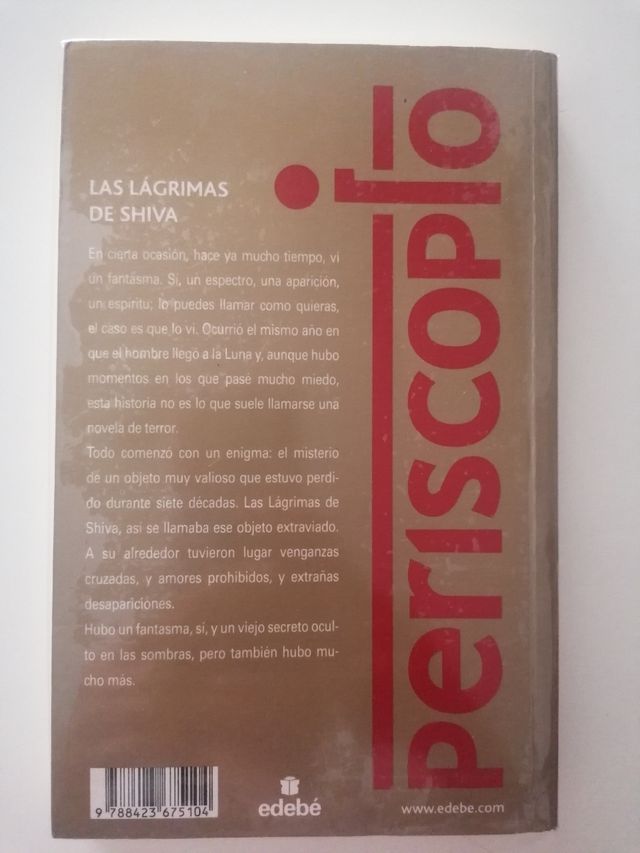 LAS LÁGRIMAS
DE SHIVA
En cierta ocasión, hace ya mucho tiempo, vi
un fantasma. Sí, un espectro, una aparición,
un espíritu; lo puedes llamar como quieras,
el caso es que lo vi. Ocurrió el mismo año en
que el hombre llegó a la Luna y, aunque hubo
momentos en los que pasé mucho miedo,
esta historia no es lo que suele llamarse una
novela de terror.
Todo comenzó con un enigma: el misterio
de un objeto muy valioso que estuvo perdi-
do durante siete décadas. Las Lágrimas de
Shiva, así se llamaba ese objeto extraviado.
A su alrededor tuvieron lugar venganzas
cruzadas, y amores prohibidos, y extrañas
desapariciones.
Hubo un fantasma, sí, y un viejo secreto ocul-
to en las sombras, pero también hubo mu-
cho más.
periscopio
9 788423 675104
edebé
www.edebe.com